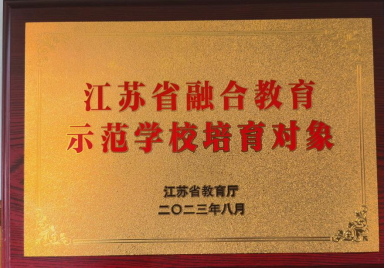 江苏省融合教育
示范学校培育对象
江苏省教育厅
二〇二三年八月